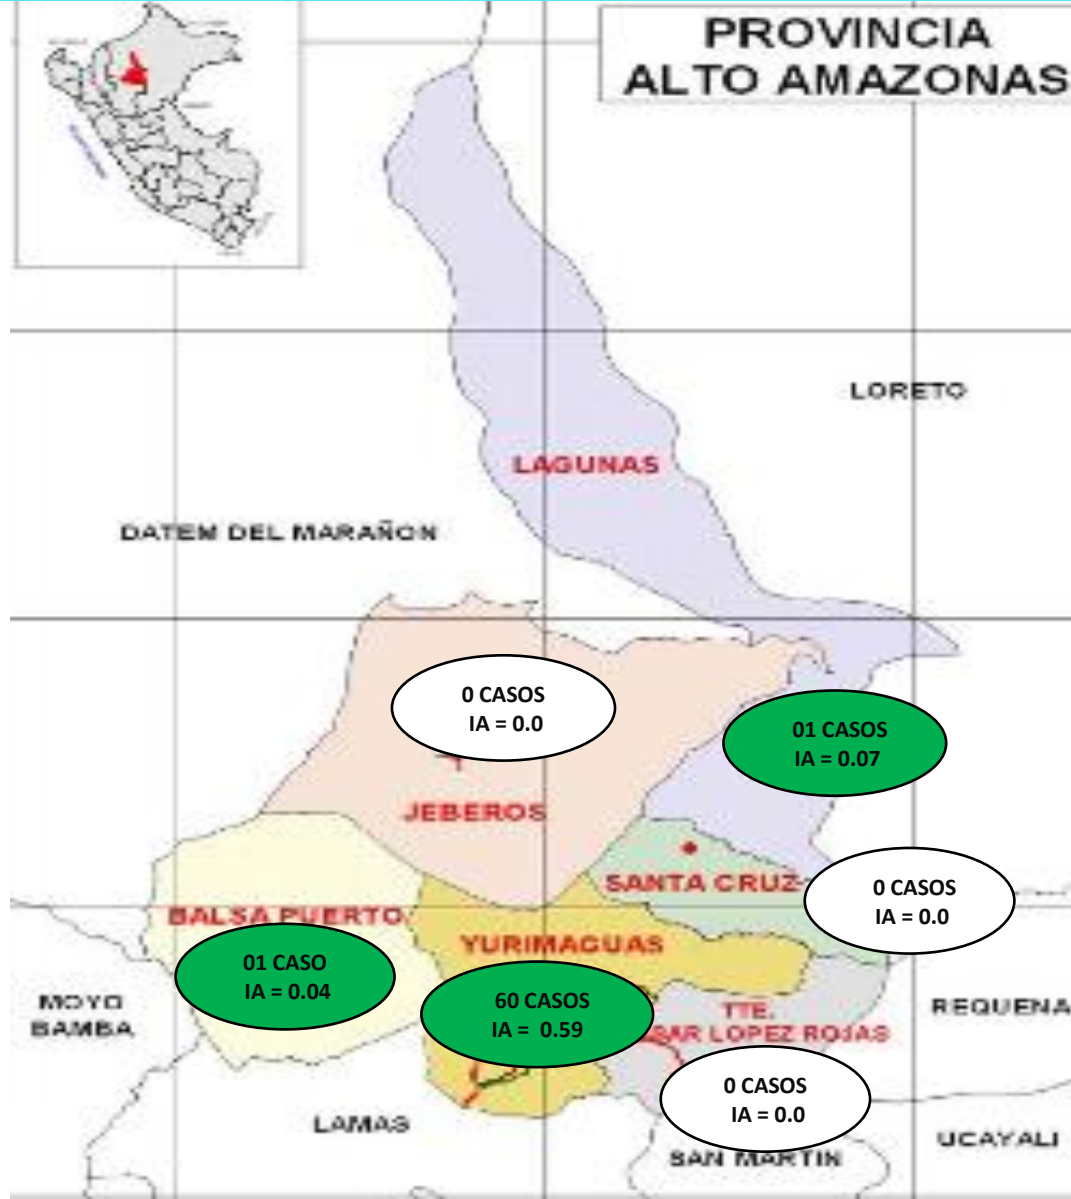 PROVINCIA
ALTO AMAZONAS
LORETO
LAGUNAS
DATEM DEL MARAÑON
0 CASOS
IA = 0.0
01 CASOS
IA = 0.07
JEBEROS
SANTA CRUZ
0 CASOS
IA = 0.0
BALSA PUERTO
YURIMAGUAS
01 CASO
IA = 0.04
60 CASOS
IA = 0.59
MOYO
BAMBA
TTE.
SAR LOPEZ ROJAS
REQUENA
0 CASOS
IA = 0.0
LAMAS
SAN MARTIN
UCAYALI